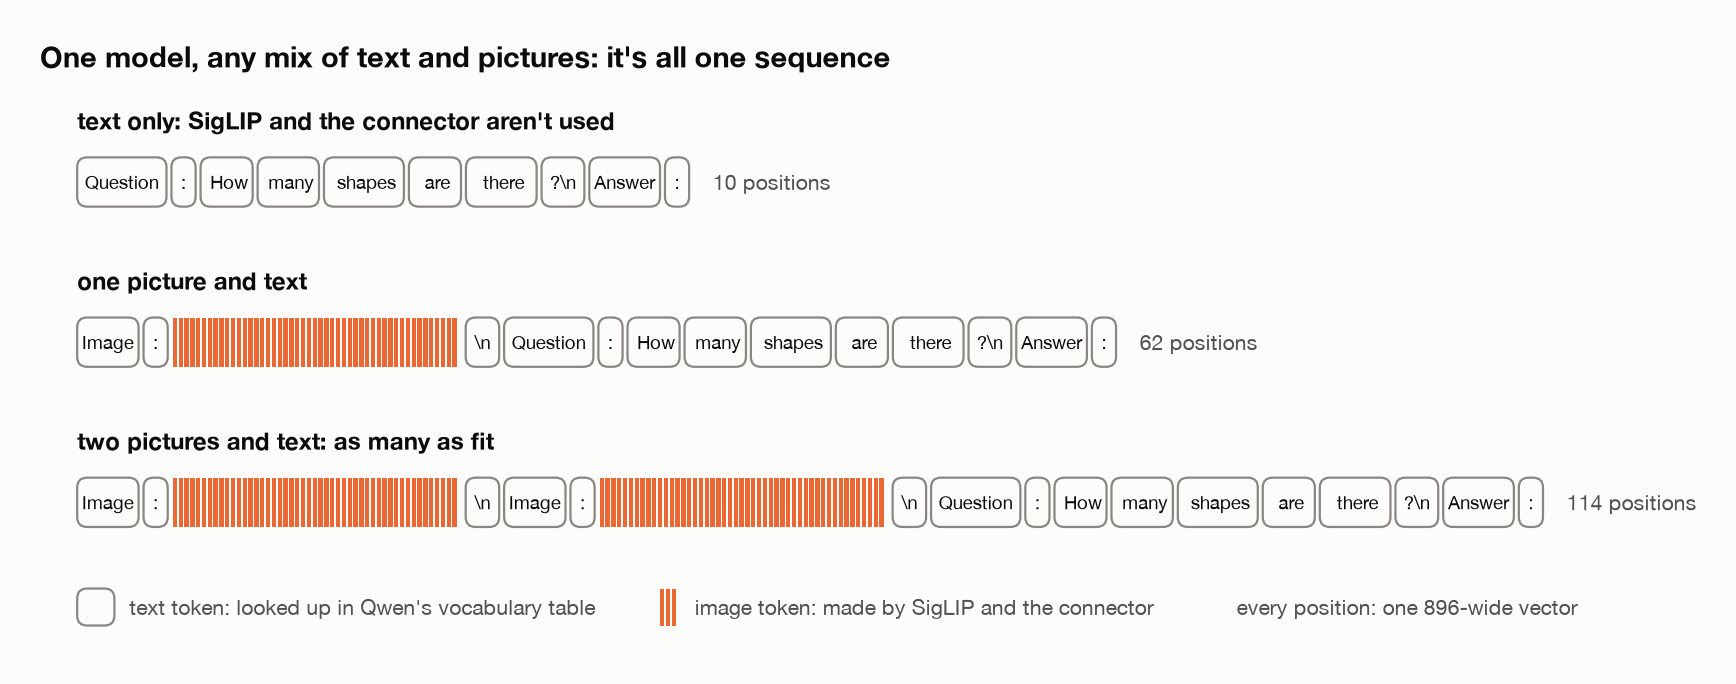 One model, any mix of text and pictures: it's all one sequence
text only: SigLIP and the connector aren't used
Question : How many shapes are there ?\n Answer : 10 positions
one picture and text
Image : \n Question : How many shapes are there ?\n Answer : 62 positions
two pictures and text: as many as fit
Image : \n Image : \n Question : How many shapes are there ?\n Answer : 114 positions
text token: looked up in Qwen's vocabulary table image token: made by SigLIP and the connector every position: one 896-wide vector